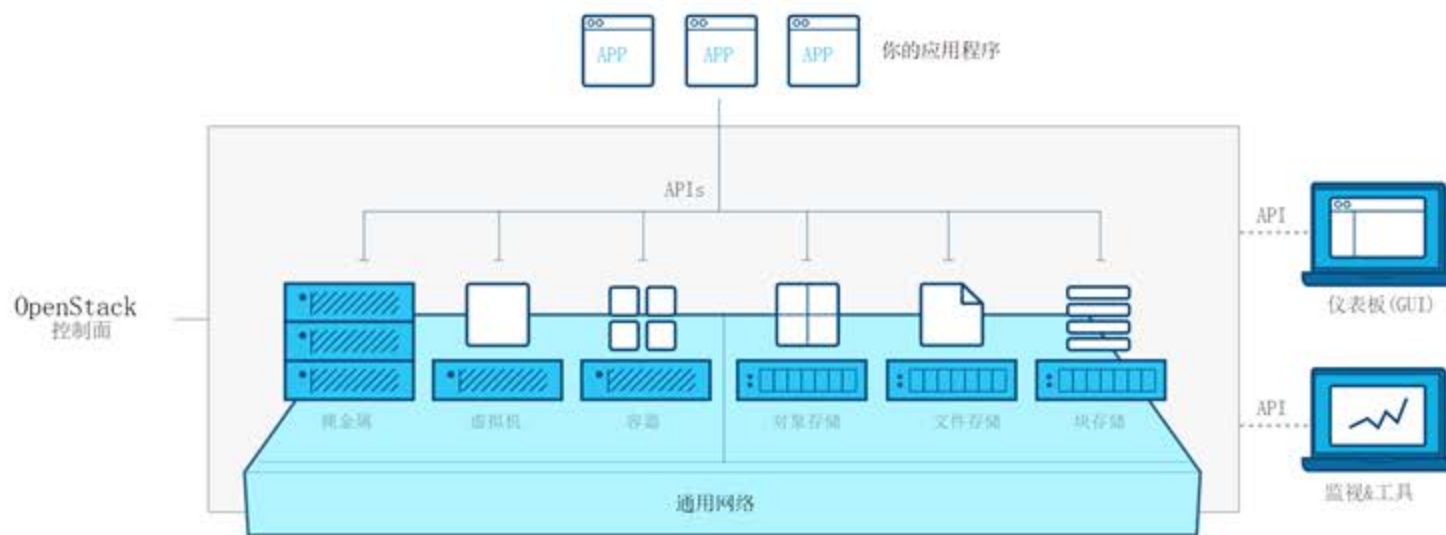 APP APP APP 你的应用程序
APIs
API
OpenStack
控制面
仪表板(GUI)
裸金属 虚拟机 容器 对象存储 文件存储 块存储
API
监视&工具
通用网络